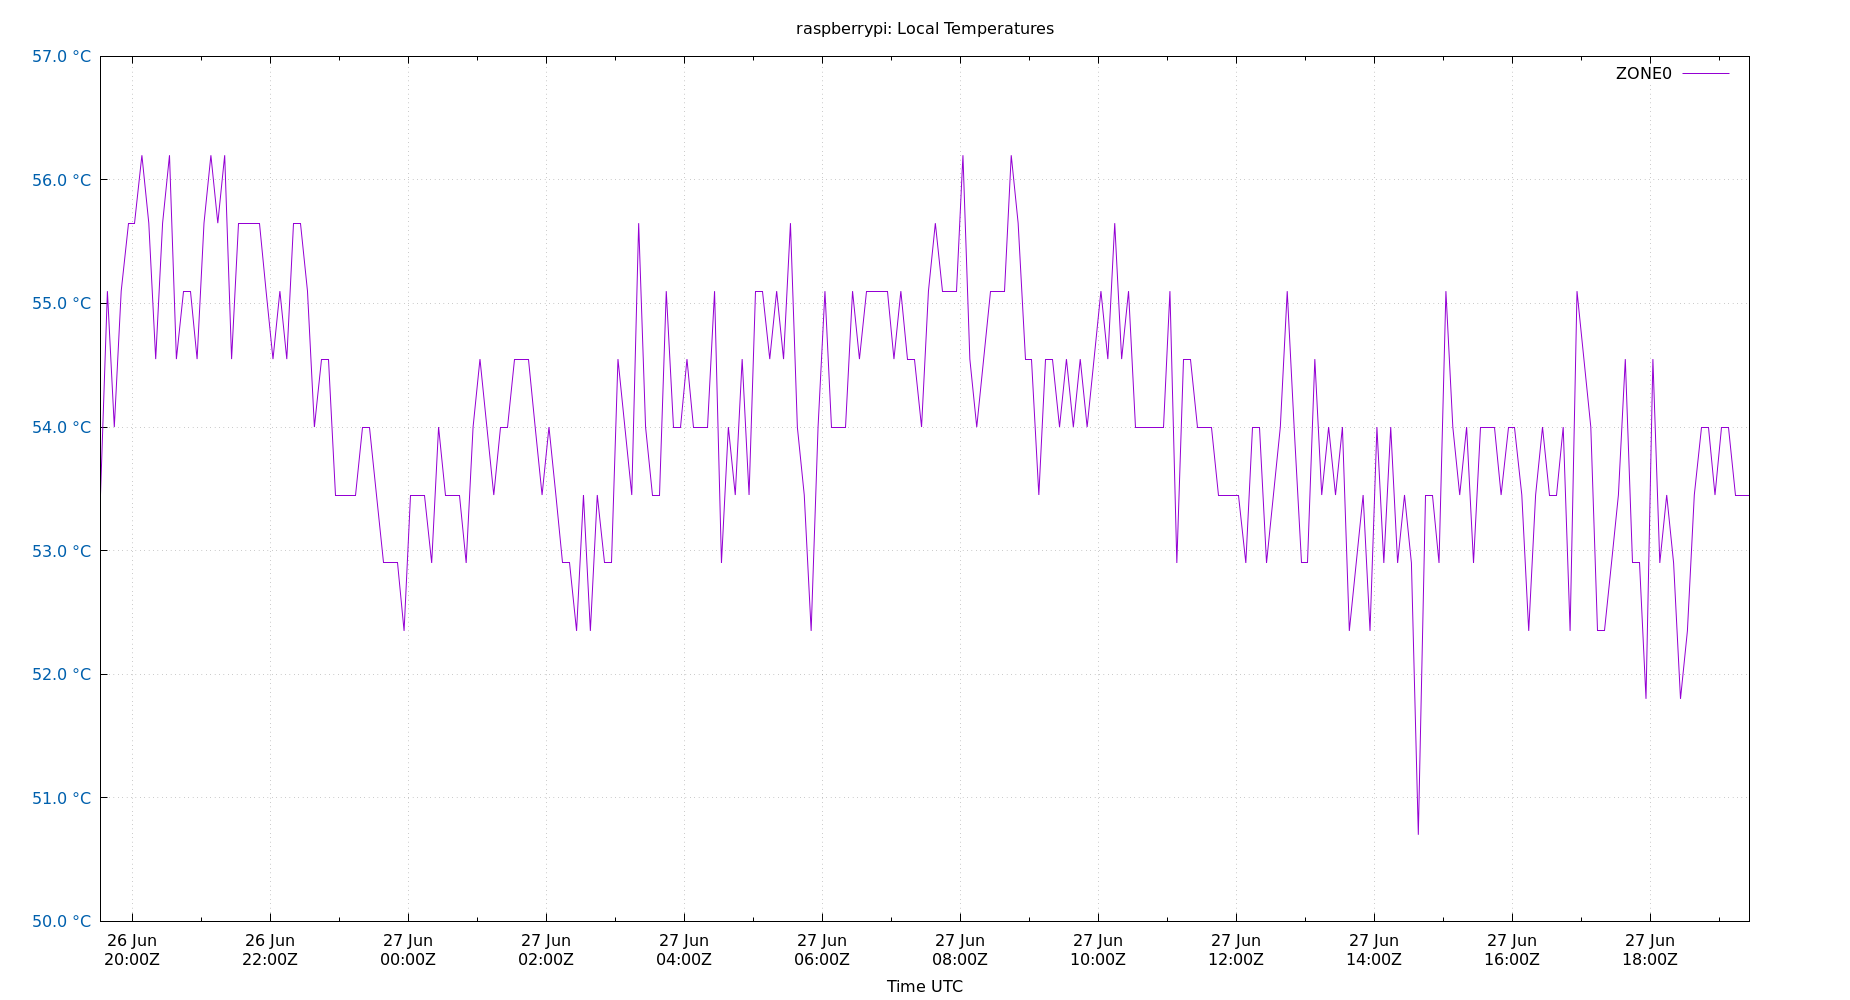 raspberrypi: Local Temperatures
57.0 °C
ZONE0
56.0 °C
55.0 °C
54.0 °C
53.0 °C
52.0 °C
51.0 °C
50.0 °C
26 Jun 26 Jun 27 Jun 27 Jun 27 Jun 27 Jun 27 Jun 27 Jun 27 Jun 27 Jun 27 Jun 27 Jun
20:00Z 22:00Z 00:00Z 02:00Z 04:00Z 06:00Z 08:00Z 10:00Z 12:00Z 14:00Z 16:00Z 18:00Z
Time UTC